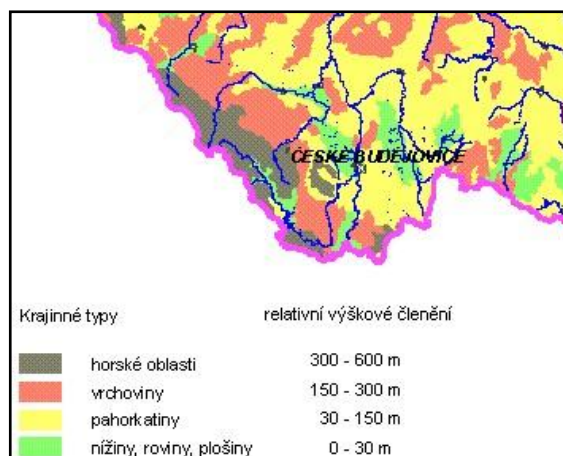 ČESKÉ BUDĚJOVICE
Krajinné typy relativní výškové členění
horské oblasti 300 - 600 m
vrchoviny 150 - 300 m
pahorkatiny 30 - 150 m
nížiny, roviny, plošiny 0 - 30 m